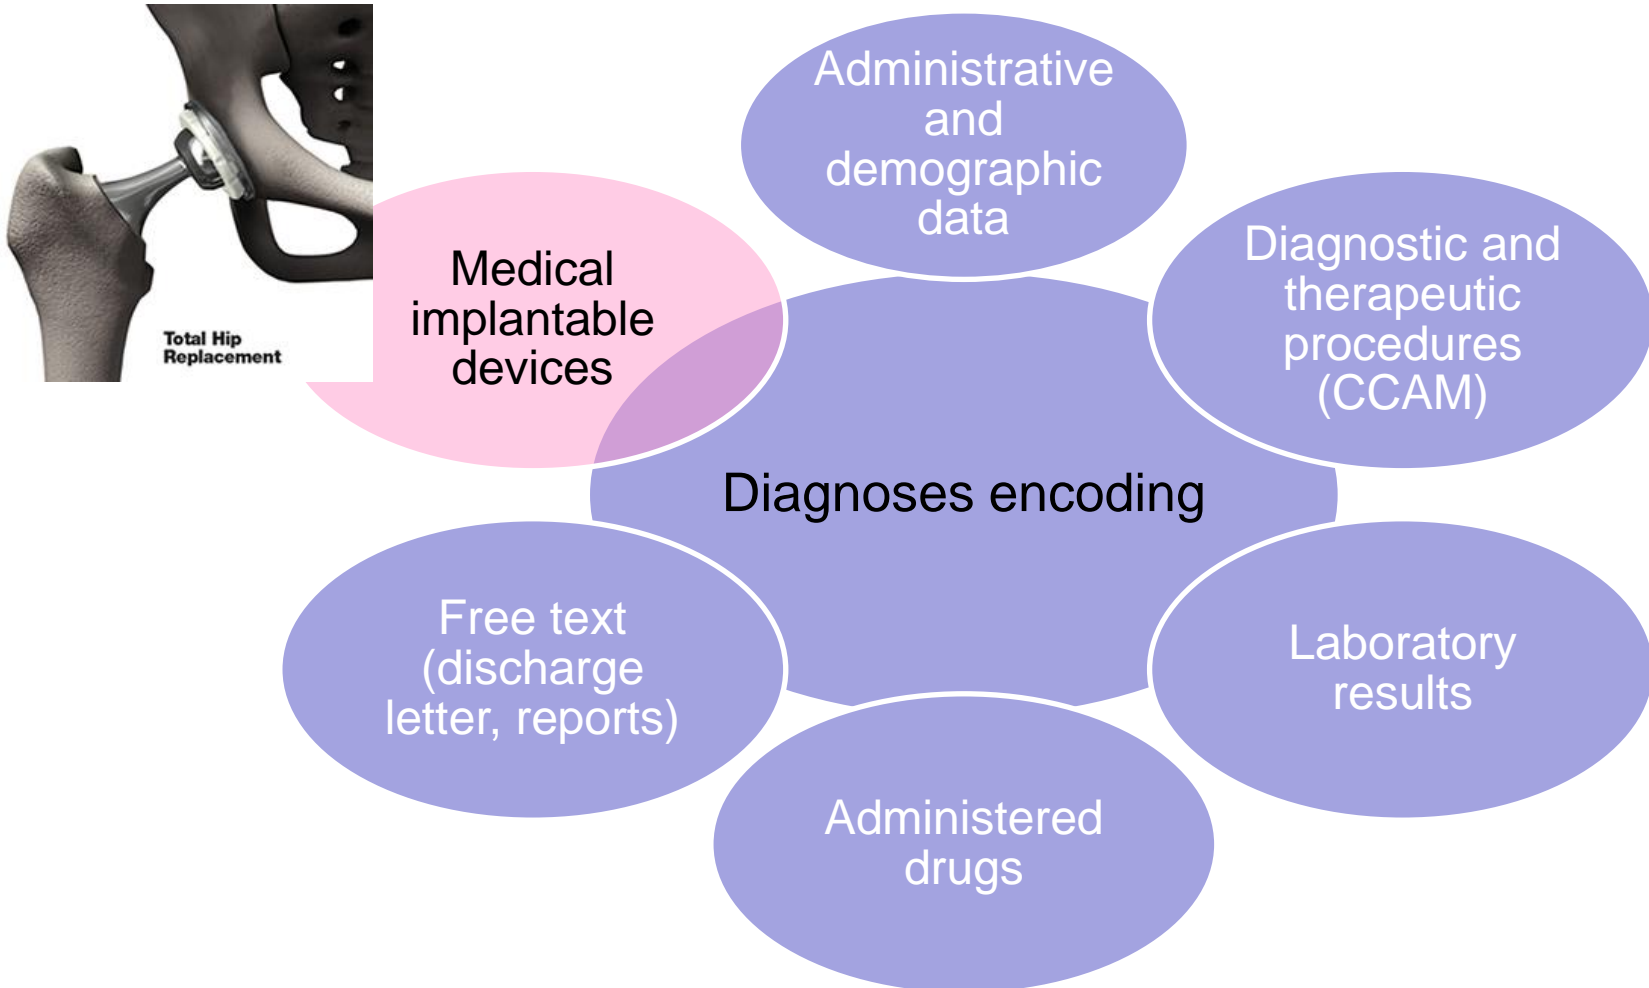 Total Hip
Replacement
Medical
implantable
devices
Administrative
and
demographic
data
Diagnostic and
therapeutic
procedures
(CCAM)
Diagnoses encoding
Free text
(discharge
letter, reports)
Laboratory
results
Administered
drugs